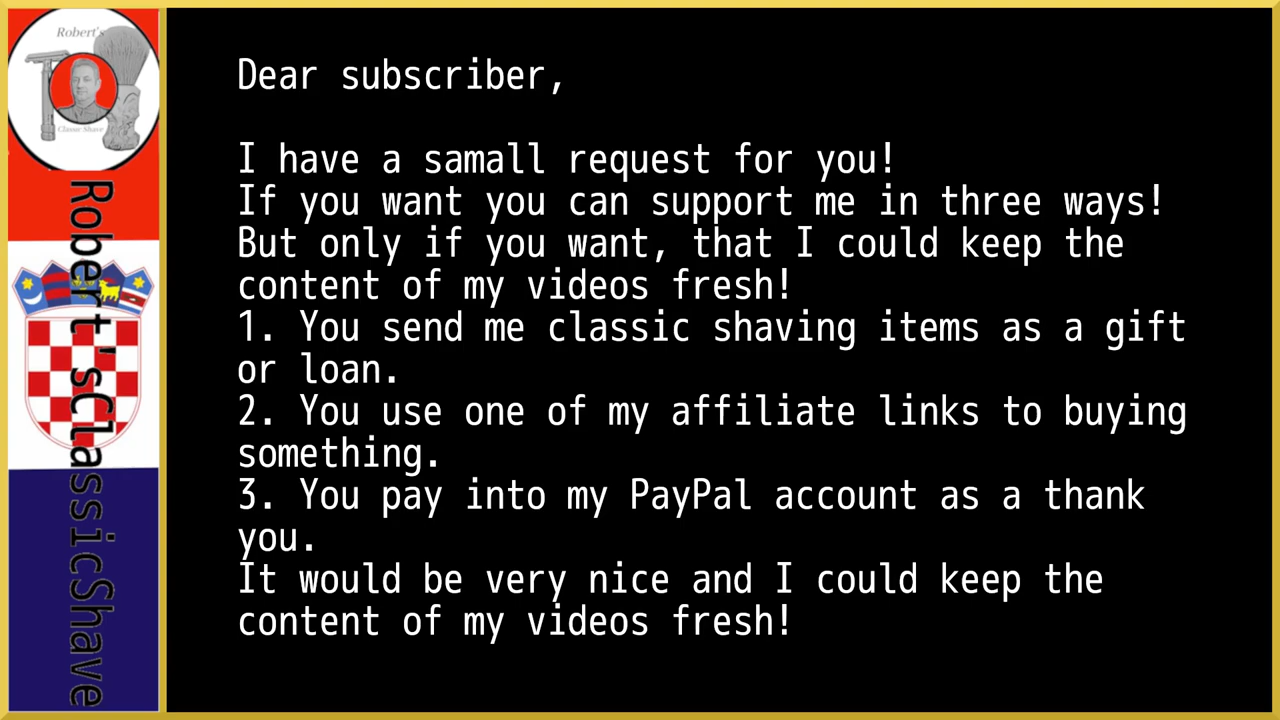 Robert's
Classic Shave
Robert'sClassicShave
Dear subscriber,
I have a samall request for you!
If you want you can support me in three ways!
But only if you want, that I could keep the
content of my videos fresh!
1. You send me classic shaving items as a gift
or loan.
2. You use one of my affiliate links to buying
something.
3. You pay into my PayPal account as a thank
you.
It would be very nice and I could keep the
content of my videos fresh!